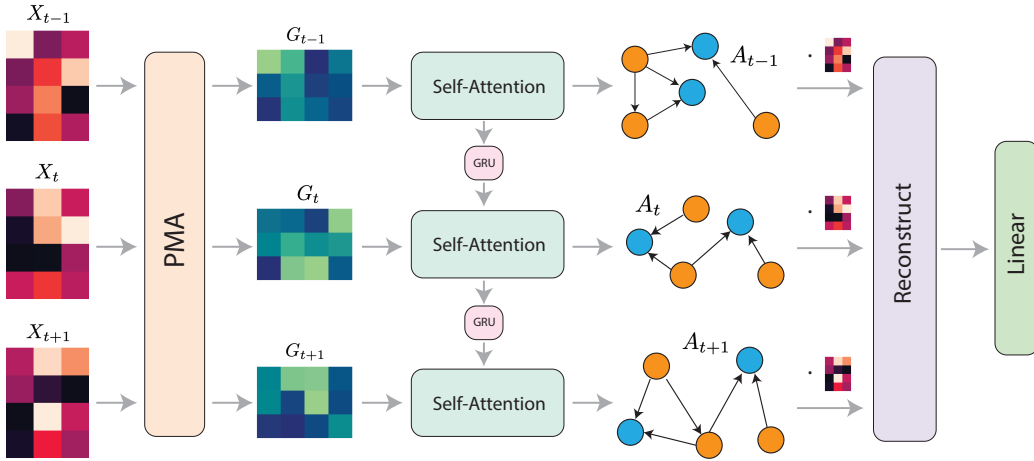 X_{t-1}
G_{t-1}
Self-Attention
A_{t-1}
·
PMA
GRU
X_t
G_t
Self-Attention
A_t
·
Reconstruct
Linear
GRU
X_{t+1}
G_{t+1}
Self-Attention
A_{t+1}
·